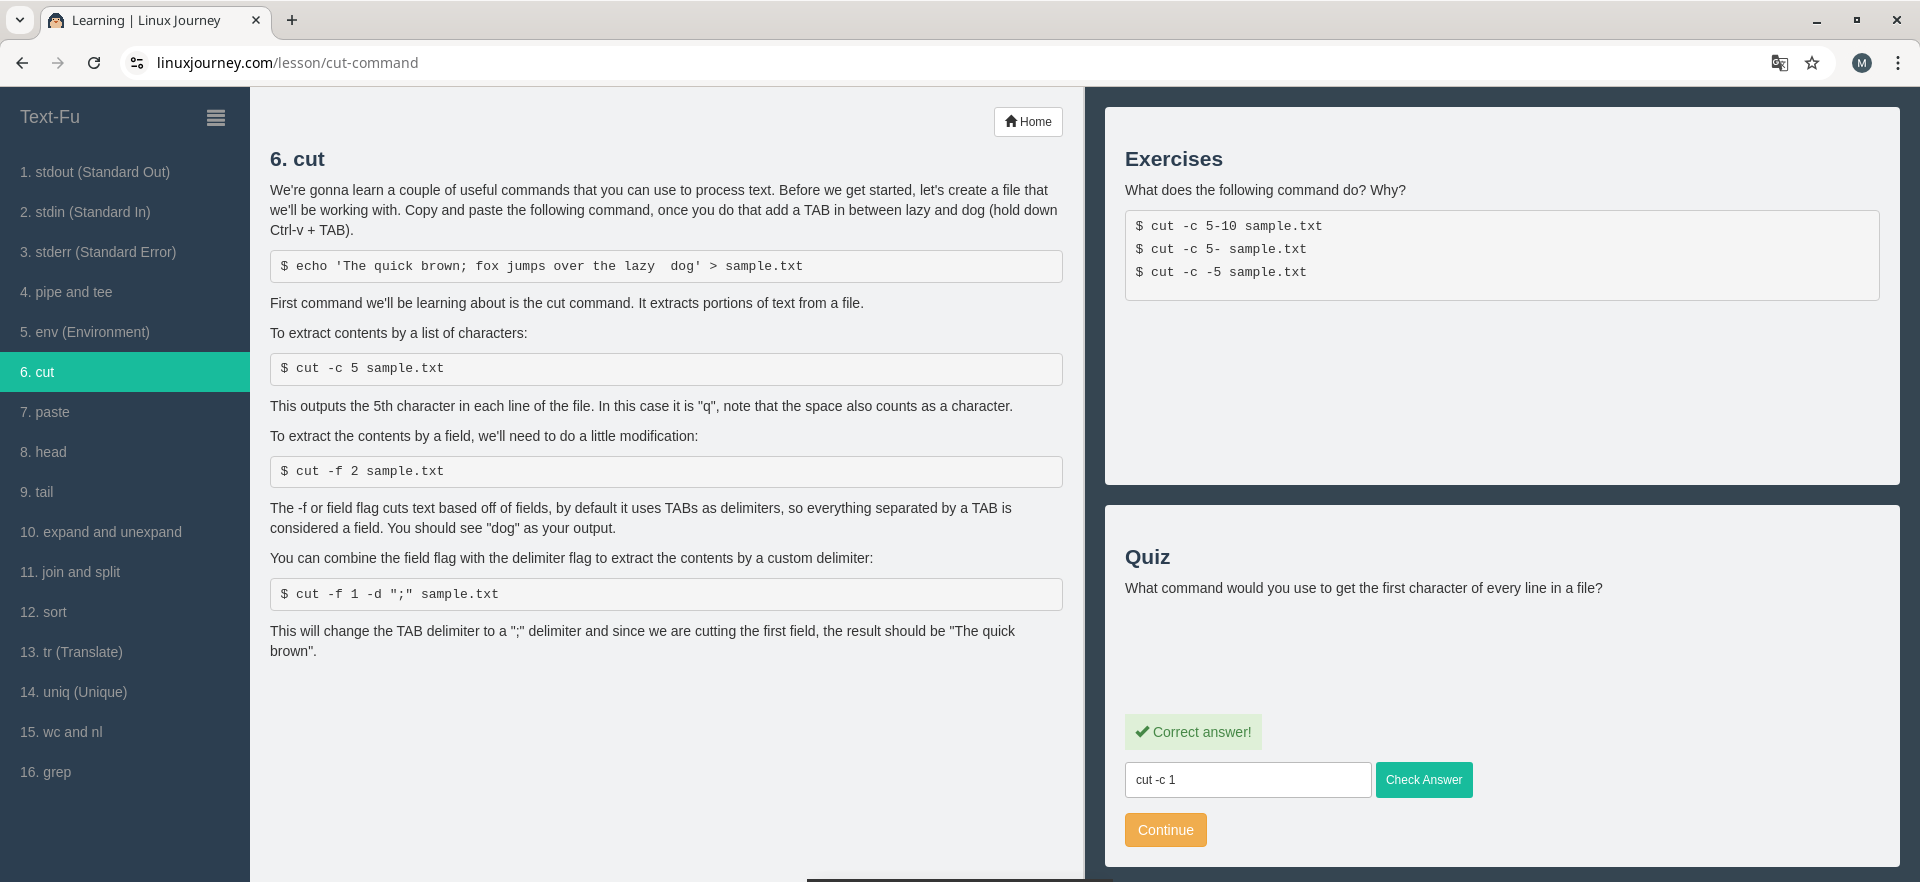 Learning | Linux Journey
linuxjourney.com/lesson/cut-command
M
Text-Fu
1. stdout (Standard Out)
2. stdin (Standard In)
3. stderr (Standard Error)
4. pipe and tee
5. env (Environment)
6. cut
7. paste
8. head
9. tail
10. expand and unexpand
11. join and split
12. sort
13. tr (Translate)
14. uniq (Unique)
15. wc and nl
16. grep
Home
6. cut
We're gonna learn a couple of useful commands that you can use to process text. Before we get started, let's create a file that
we'll be working with. Copy and paste the following command, once you do that add a TAB in between lazy and dog (hold down
Ctrl-v + TAB).
$ echo 'The quick brown; fox jumps over the lazy  dog' > sample.txt
First command we'll be learning about is the cut command. It extracts portions of text from a file.
To extract contents by a list of characters:
$ cut -c 5 sample.txt
This outputs the 5th character in each line of the file. In this case it is "q", note that the space also counts as a character.
To extract the contents by a field, we'll need to do a little modification:
$ cut -f 2 sample.txt
The -f or field flag cuts text based off of fields, by default it uses TABs as delimiters, so everything separated by a TAB is
considered a field. You should see "dog" as your output.
You can combine the field flag with the delimiter flag to extract the contents by a custom delimiter:
$ cut -f 1 -d ";" sample.txt
This will change the TAB delimiter to a ";" delimiter and since we are cutting the first field, the result should be "The quick
brown".
Exercises
What does the following command do? Why?
$ cut -c 5-10 sample.txt
$ cut -c 5- sample.txt
$ cut -c -5 sample.txt
Quiz
What command would you use to get the first character of every line in a file?
Correct answer!
cut -c 1
Check Answer
Continue